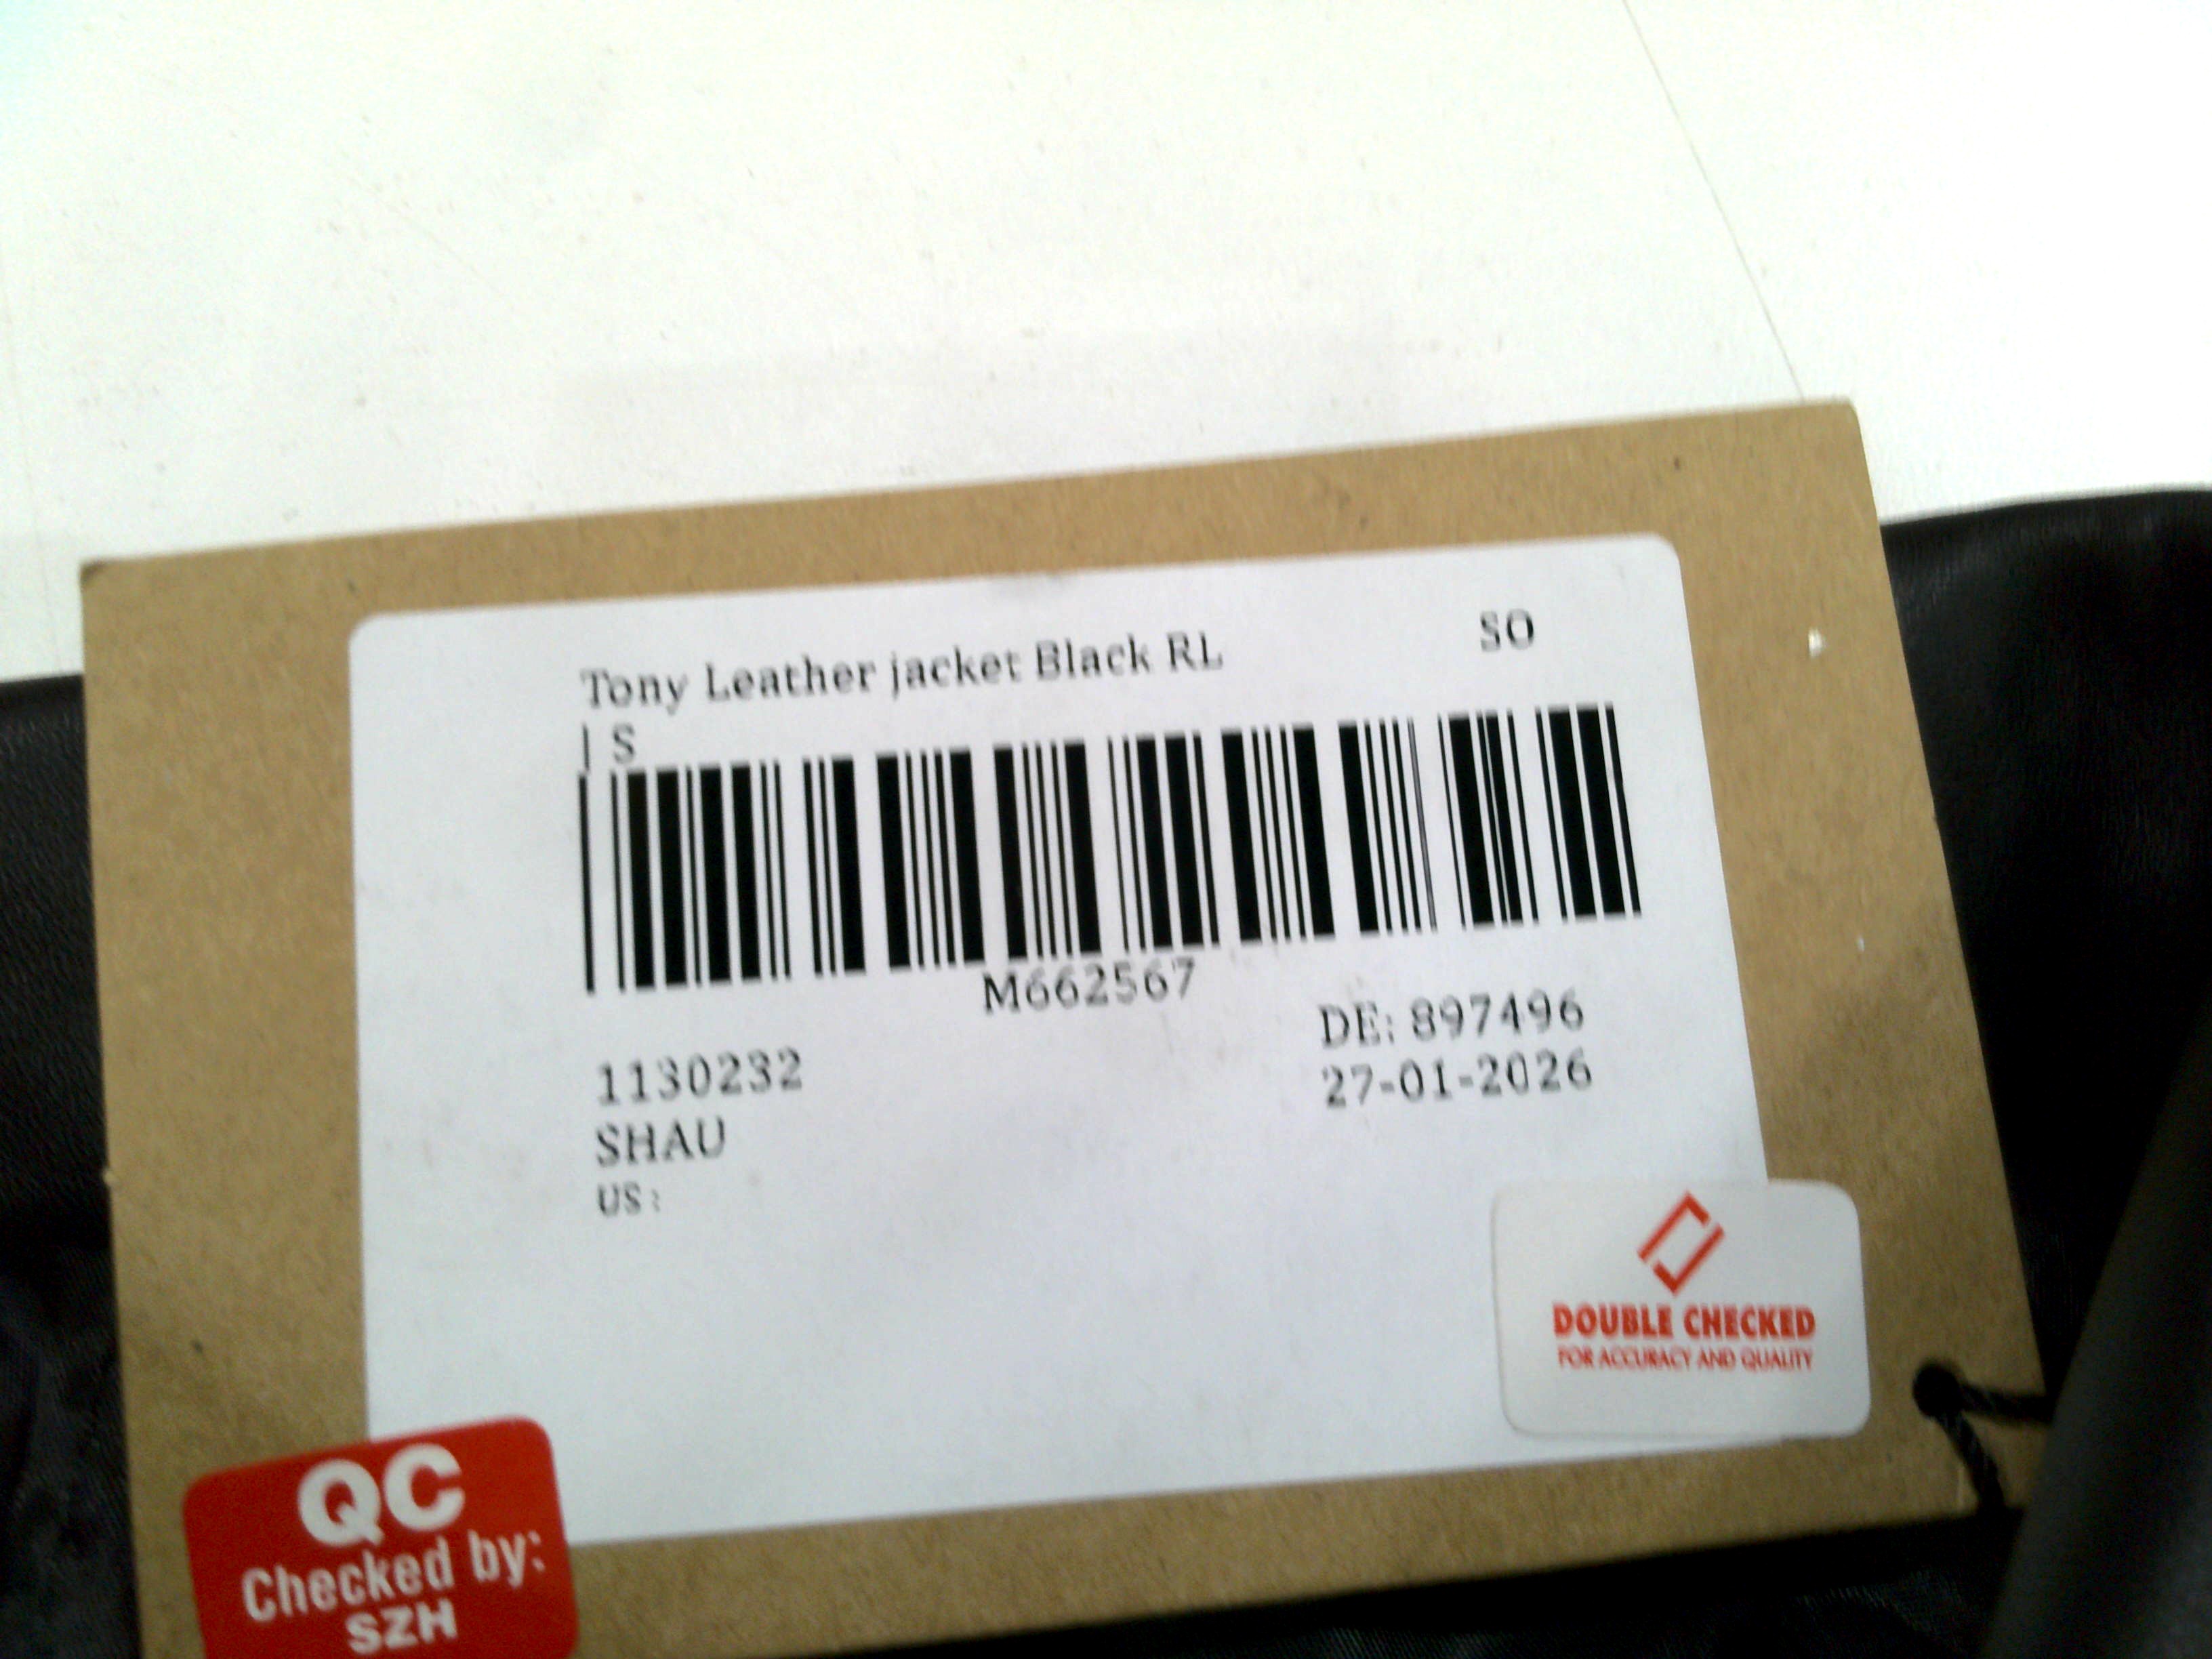 Tony Leather jacket Black RL
SO
| S
M662567
DE: 897496
1130232
27-01-2026
SHAU
US:
DOUBLE CHECKED
FOR ACCURACY AND QUALITY
QC
Checked by:
SZH